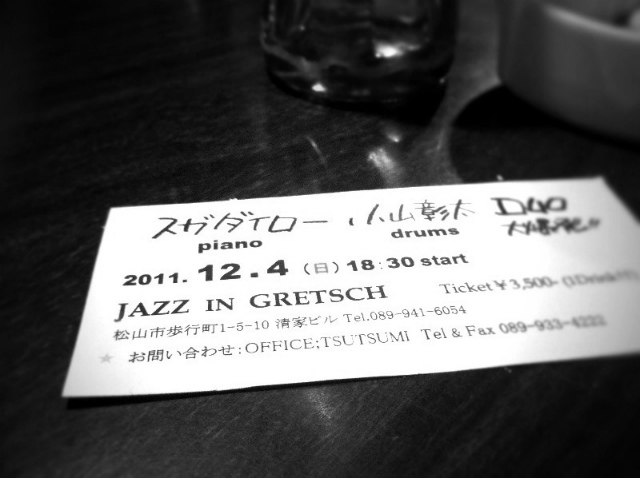 スガダイロー 小山彰太 DUO
piano drums
2011. 12.4 (日) 18:30 start
JAZZ IN GRETSCH Ticket ¥3,500- (1Drink
松山市歩行町1-5-10 清家ビル Tel.089-941-6054
★ お問い合わせ:OFFICE;TSUTSUMI Tel & Fax 089-933-4222